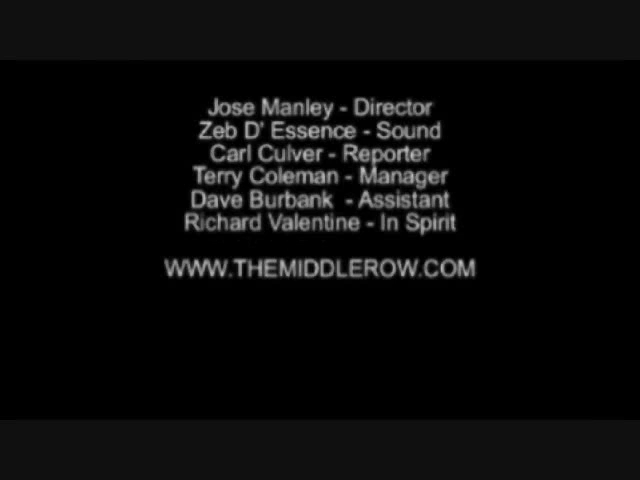 Jose Manley - Director
Zeb D' Essence - Sound
Carl Culver - Reporter
Terry Coleman - Manager
Dave Burbank - Assistant
Richard Valentine - In Spirit
WWW.THEMIDDLEROW.COM